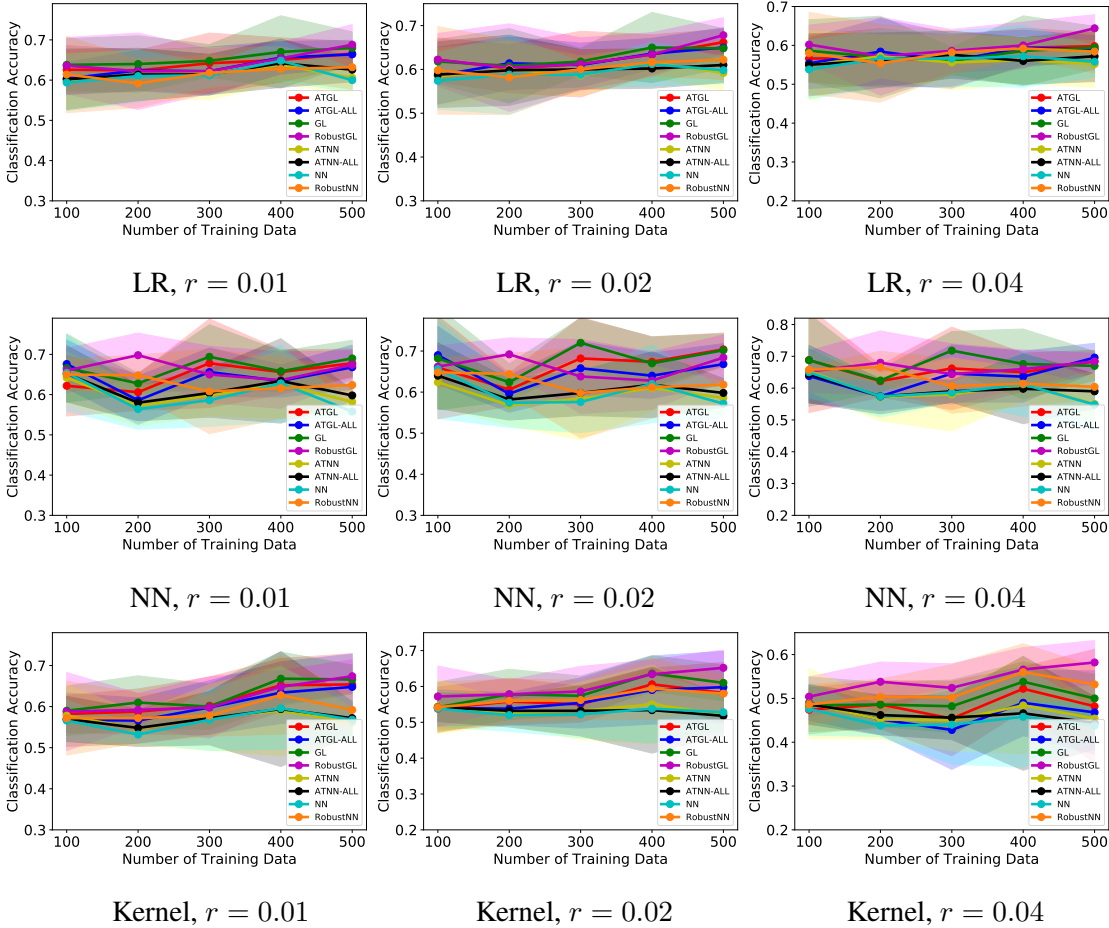 Classification Accuracy
0.7
0.6
0.5
0.4
0.3
100 200 300 400 500
Number of Training Data
ATGL
ATGL-ALL
GL
RobustGL
ATNN
ATNN-ALL
NN
RobustNN
LR, r = 0.01
Classification Accuracy
0.7
0.6
0.5
0.4
0.3
100 200 300 400 500
Number of Training Data
ATGL
ATGL-ALL
GL
RobustGL
ATNN
ATNN-ALL
NN
RobustNN
LR, r = 0.02
Classification Accuracy
0.7
0.6
0.5
0.4
0.3
0.2
100 200 300 400 500
Number of Training Data
ATGL
ATGL-ALL
GL
RobustGL
ATNN
ATNN-ALL
NN
RobustNN
LR, r = 0.04
Classification Accuracy
0.7
0.6
0.5
0.4
0.3
100 200 300 400 500
Number of Training Data
ATGL
ATGL-ALL
GL
RobustGL
ATNN
ATNN-ALL
NN
RobustNN
NN, r = 0.01
Classification Accuracy
0.7
0.6
0.5
0.4
0.3
100 200 300 400 500
Number of Training Data
ATGL
ATGL-ALL
GL
RobustGL
ATNN
ATNN-ALL
NN
RobustNN
NN, r = 0.02
Classification Accuracy
0.8
0.7
0.6
0.5
0.4
0.3
0.2
100 200 300 400 500
Number of Training Data
ATGL
ATGL-ALL
GL
RobustGL
ATNN
ATNN-ALL
NN
RobustNN
NN, r = 0.04
Classification Accuracy
0.7
0.6
0.5
0.4
0.3
100 200 300 400 500
Number of Training Data
ATGL
ATGL-ALL
GL
RobustGL
ATNN
ATNN-ALL
NN
RobustNN
Kernel, r = 0.01
Classification Accuracy
0.7
0.6
0.5
0.4
0.3
0.2
100 200 300 400 500
Number of Training Data
ATGL
ATGL-ALL
GL
RobustGL
ATNN
ATNN-ALL
NN
RobustNN
Kernel, r = 0.02
Classification Accuracy
0.6
0.5
0.4
0.3
0.2
100 200 300 400 500
Number of Training Data
ATGL
ATGL-ALL
GL
RobustGL
ATNN
ATNN-ALL
NN
RobustNN
Kernel, r = 0.04